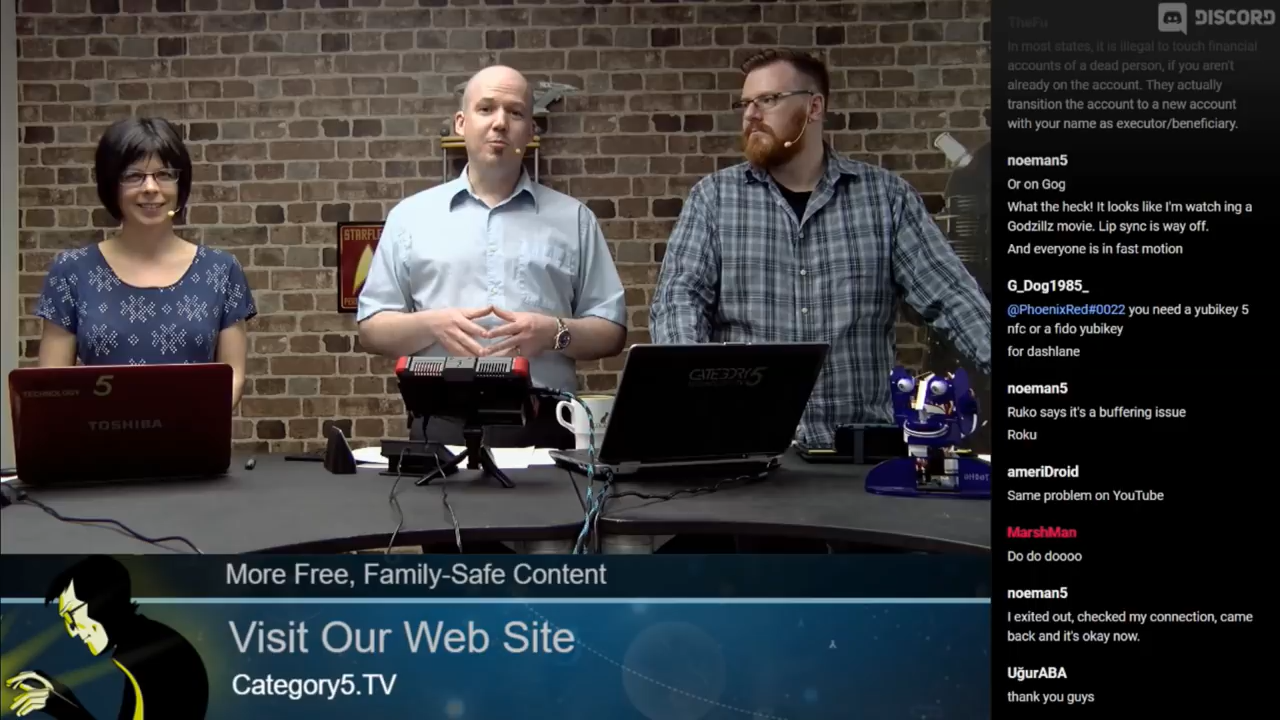 STARFLE
TECHNOLOGY 5
TOSHIBA
CATEGORY5
More Free, Family-Safe Content
Visit Our Web Site
Category5.TV
DISCORD
TheFu
In most states, it is illegal to touch financial
accounts of a dead person, if you aren't
already on the account. They actually
transition the account to a new account
with your name as executor/beneficiary.
noeman5
Or on Gog
What the heck! It looks like I'm watch ing a
Godzillz movie. Lip sync is way off.
And everyone is in fast motion
G_Dog1985_
@PhoenixRed#0022 you need a yubikey 5
nfc or a fido yubikey
for dashlane
noeman5
Ruko says it's a buffering issue
Roku
ameriDroid
Same problem on YouTube
MarshMan
Do do doooo
noeman5
I exited out, checked my connection, came
back and it's okay now.
UğurABA
thank you guys